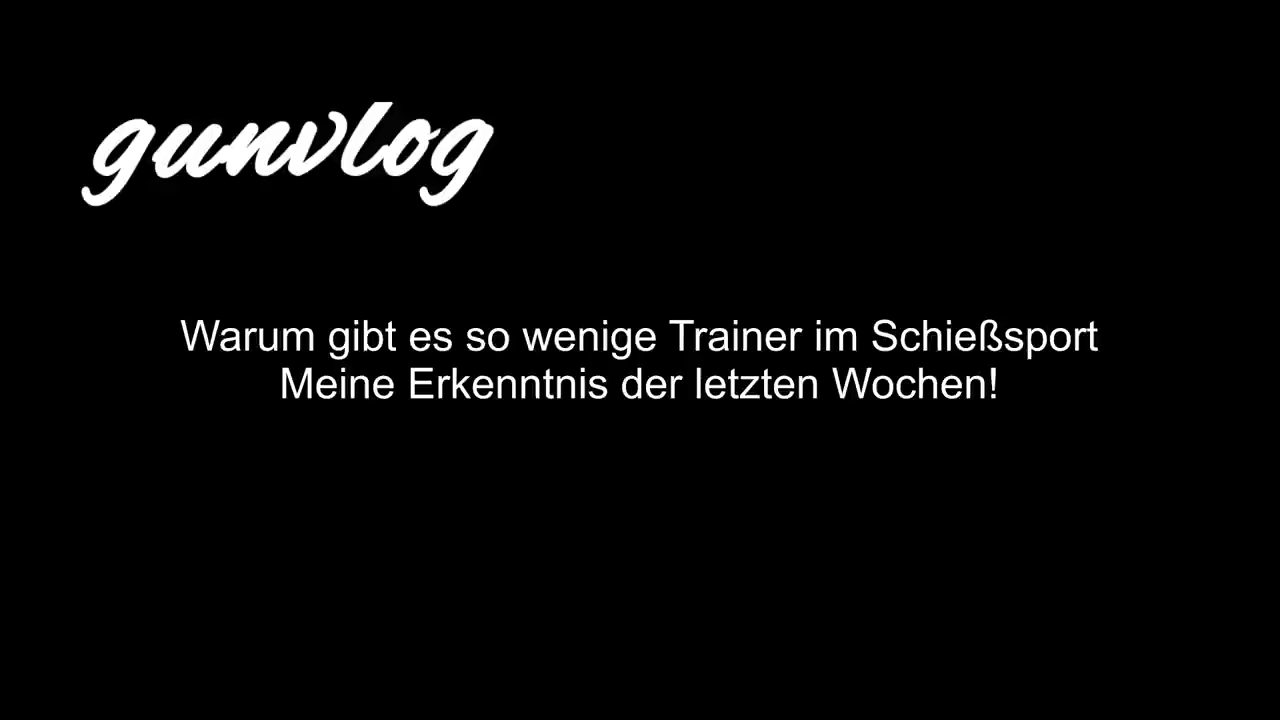 gunvlog
Warum gibt es so wenige Trainer im Schießsport
Meine Erkenntnis der letzten Wochen!